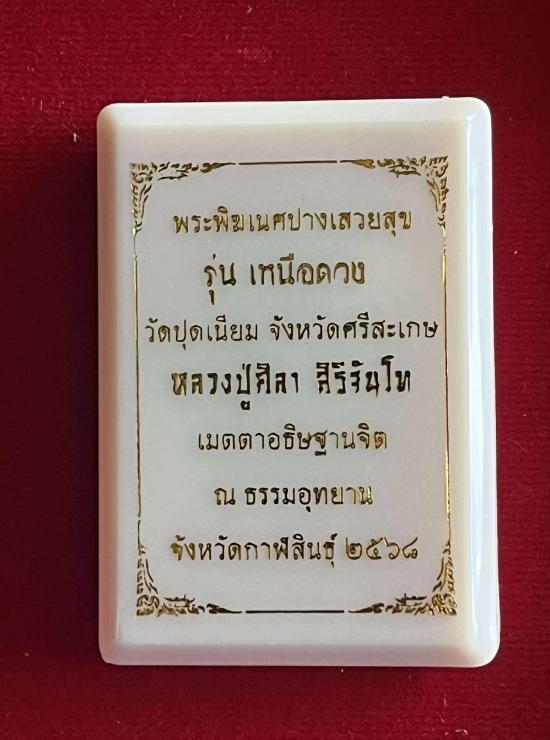 พระพิฆเนศปางเสวยสุข
รุ่น เหนือดวง
วัดปุดเนียม จังหวัดศรีสะเกษ
หลวงปู่ศิลา สิริจันโท
เมตตาอธิษฐานจิต
ณ ธรรมอุทยาน
จังหวัดกาฬสินธุ์ ๒๕๖๘